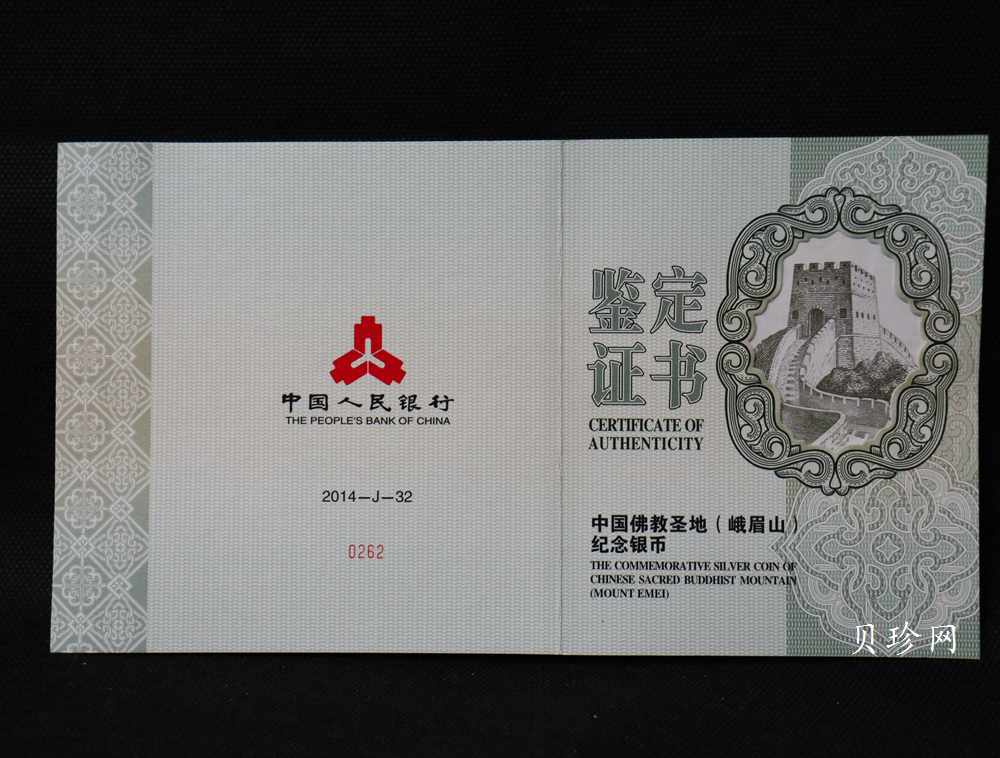 中国人民银行
THE PEOPLE'S BANK OF CHINA
2014—J—32
0262
鉴定
证书
CERTIFICATE OF
AUTHENTICITY
中国佛教圣地（峨眉山）
纪念银币
THE COMMEMORATIVE SILVER COIN OF
CHINESE SACRED BUDDHIST MOUNTAIN
(MOUNT EMEI)
贝珍网